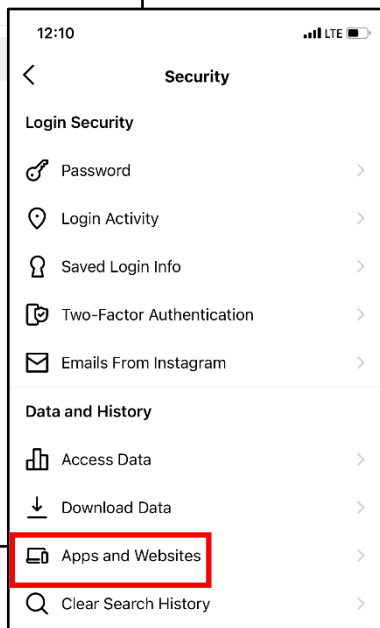 12:10
LTE
Security
Login Security
Password
Login Activity
Saved Login Info
Two-Factor Authentication
Emails From Instagram
Data and History
Access Data
Download Data
Apps and Websites
Clear Search History